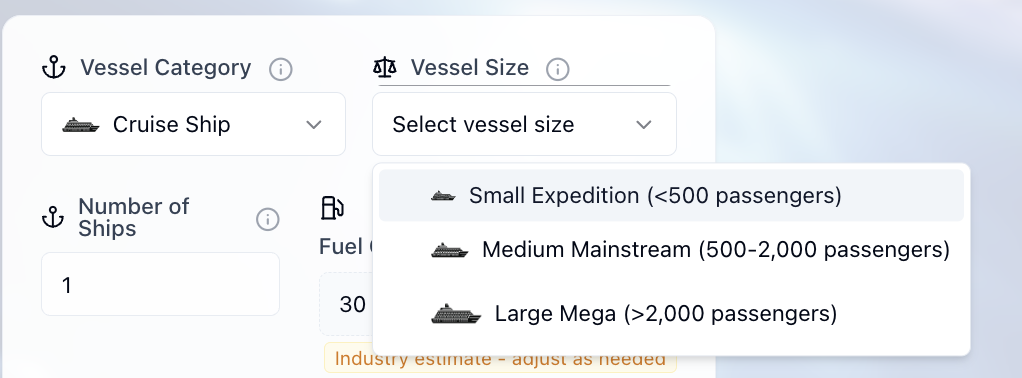 Vessel Category
Vessel Size
Cruise Ship
Select vessel size
Small Expedition (<500 passengers)
Number of
Ships
Fuel
Medium Mainstream (500-2,000 passengers)
1
30
Large Mega (>2,000 passengers)
Industry estimate - adjust as needed